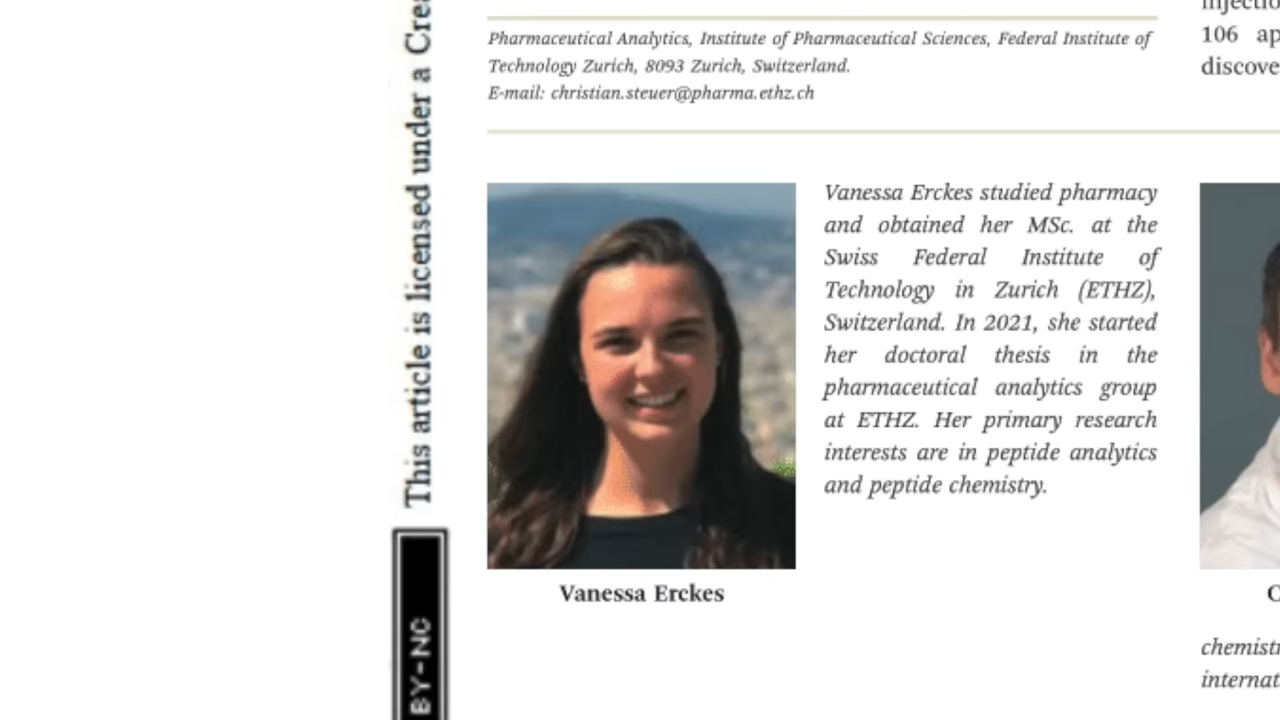 This article is licensed under a
BY-NC
Pharmaceutical Analytics, Institute of Pharmaceutical Sciences, Federal Institute of
Technology Zurich, 8093 Zurich, Switzerland.
E-mail: christian.steuer@pharma.ethz.ch
Vanessa Erckes studied pharmacy
and obtained her MSc. at the
Swiss Federal Institute of
Technology in Zurich (ETHZ),
Switzerland. In 2021, she started
her doctoral thesis in the
pharmaceutical analytics group
at ETHZ. Her primary research
interests are in peptide analytics
and peptide chemistry.
Vanessa Erckes
106